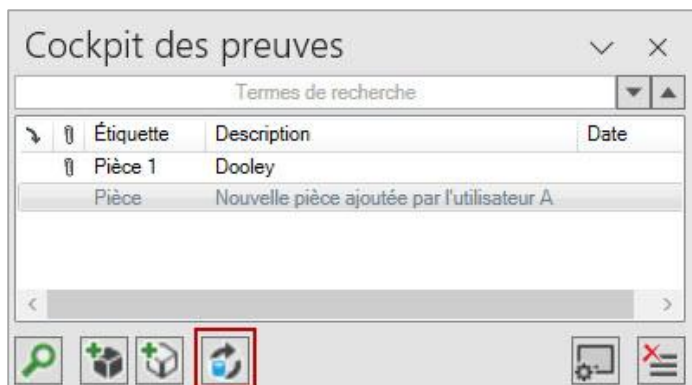 Cockpit des preuves
Termes de recherche
Étiquette Description Date
Pièce 1 Dooley
Pièce Nouvelle pièce ajoutée par l'utilisateur A